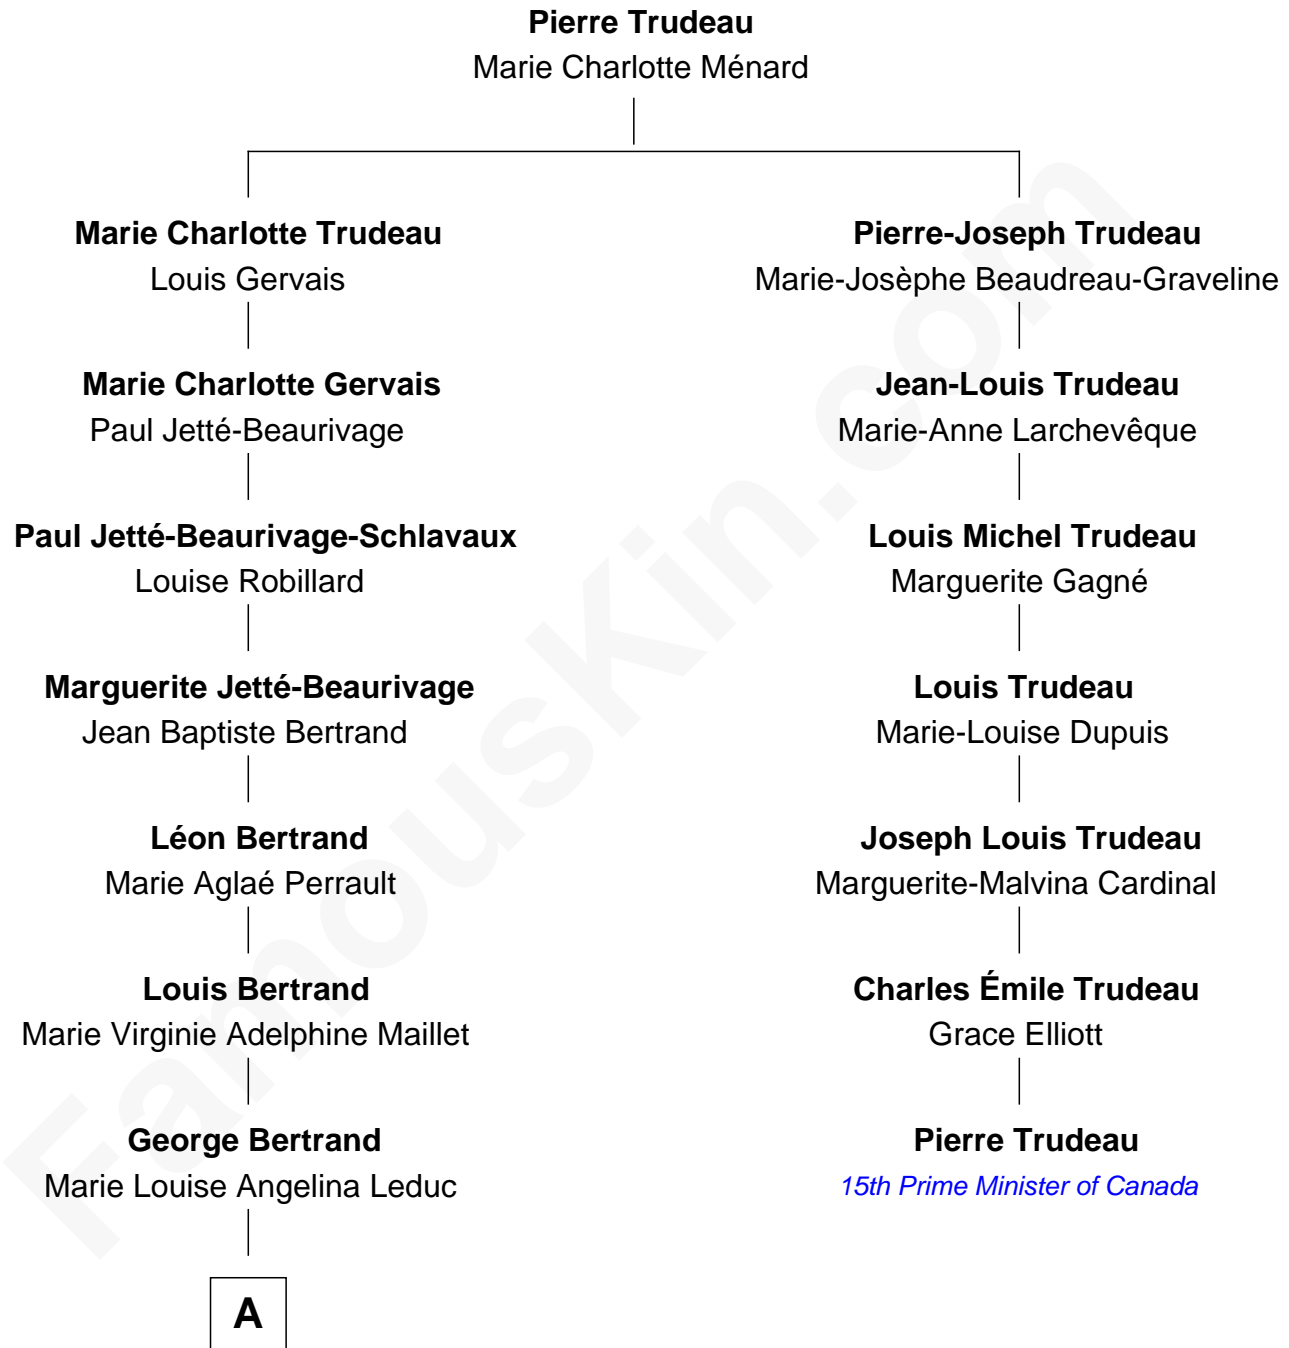 Pierre Trudeau
Marie Charlotte Ménard
Marie Charlotte Trudeau
Louis Gervais
Marie Charlotte Gervais
Paul Jetté-Beaurivage
Paul Jetté-Beaurivage-Schlavaux
Louise Robillard
Marguerite Jetté-Beaurivage
Jean Baptiste Bertrand
Léon Bertrand
Marie Aglaé Perrault
Louis Bertrand
Marie Virginie Adelphine Maillet
George Bertrand
Marie Louise Angelina Leduc
A
Pierre-Joseph Trudeau
Marie-Josèphe Beaudreau-Graveline
Jean-Louis Trudeau
Marie-Anne Larchevêque
Louis Michel Trudeau
Marguerite Gagné
Louis Trudeau
Marie-Louise Dupuis
Joseph Louis Trudeau
Marguerite-Malvina Cardinal
Charles Émile Trudeau
Grace Elliott
Pierre Trudeau
15th Prime Minister of Canada
FamousKin.com